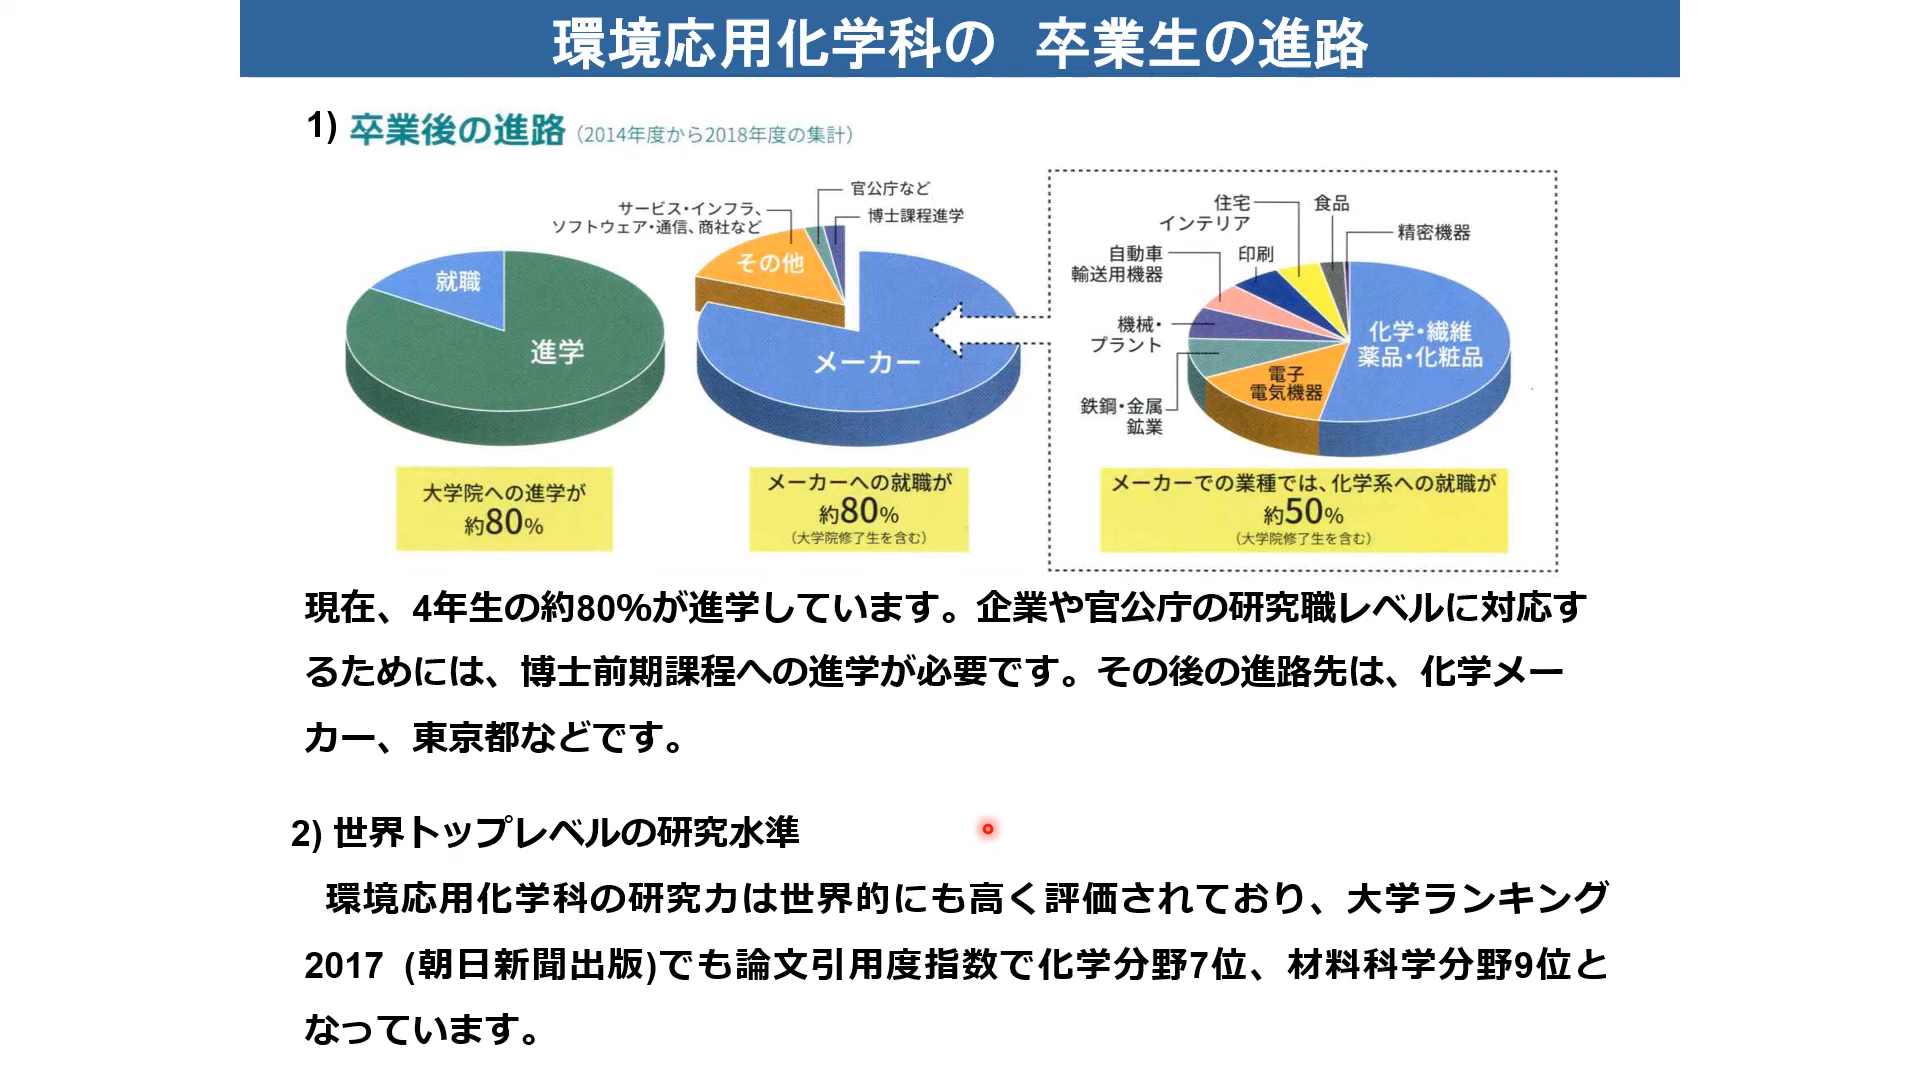 環境応用化学科の　卒業生の進路
1) 卒業後の進路（2014年度から2018年度の集計）
就職
進学
大学院への進学が
約80%
サービス・インフラ、
ソフトウェア・通信、商社など
官公庁など
博士課程進学
その他
メーカー
メーカーへの就職が
約80%
（大学院修了生を含む）
住宅
インテリア
食品
精密機器
自動車
輸送用機器
印刷
機械・
プラント
化学・繊維
薬品・化粧品
電子
電気機器
鉄鋼・金属
鉱業
メーカーでの業種では、化学系への就職が
約50%
（大学院修了生を含む）
現在、4年生の約80%が進学しています。企業や官公庁の研究職レベルに対応す
るためには、博士前期課程への進学が必要です。その後の進路先は、化学メー
カー、東京都などです。
2) 世界トップレベルの研究水準
環境応用化学科の研究力は世界的にも高く評価されており、大学ランキング
2017 (朝日新聞出版)でも論文引用度指数で化学分野7位、材料科学分野9位と
なっています。